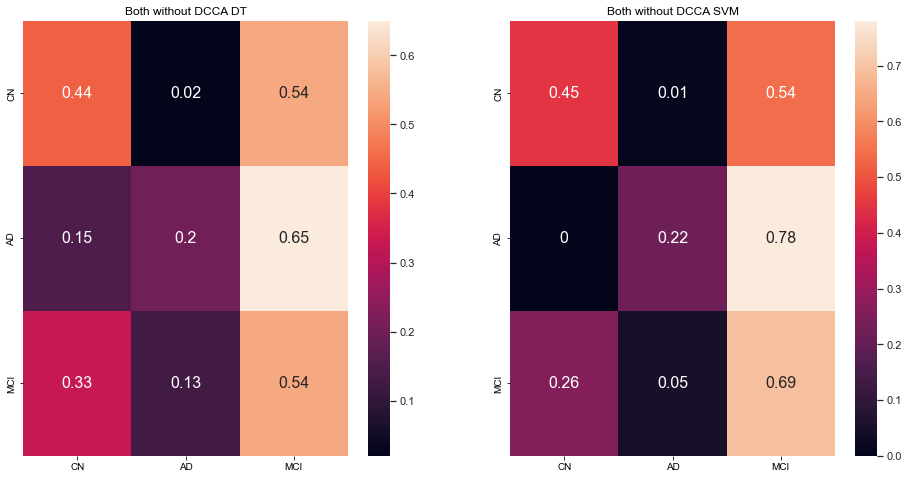 Both without DCCA DT
CN
0.44
0.02
0.54
AD
0.15
0.2
0.65
MCI
0.33
0.13
0.54
CN
AD
MCI
0.6
0.5
0.4
0.3
0.2
0.1
Both without DCCA SVM
CN
0.45
0.01
0.54
AD
0
0.22
0.78
MCI
0.26
0.05
0.69
CN
AD
MCI
0.7
0.6
0.5
0.4
0.3
0.2
0.1
0.0